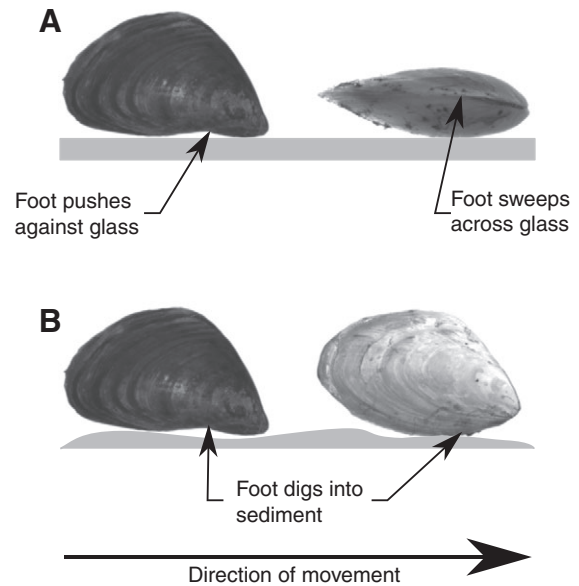 A
Foot pushes
against glass
Foot sweeps
across glass
B
Foot digs into
sediment
Direction of movement